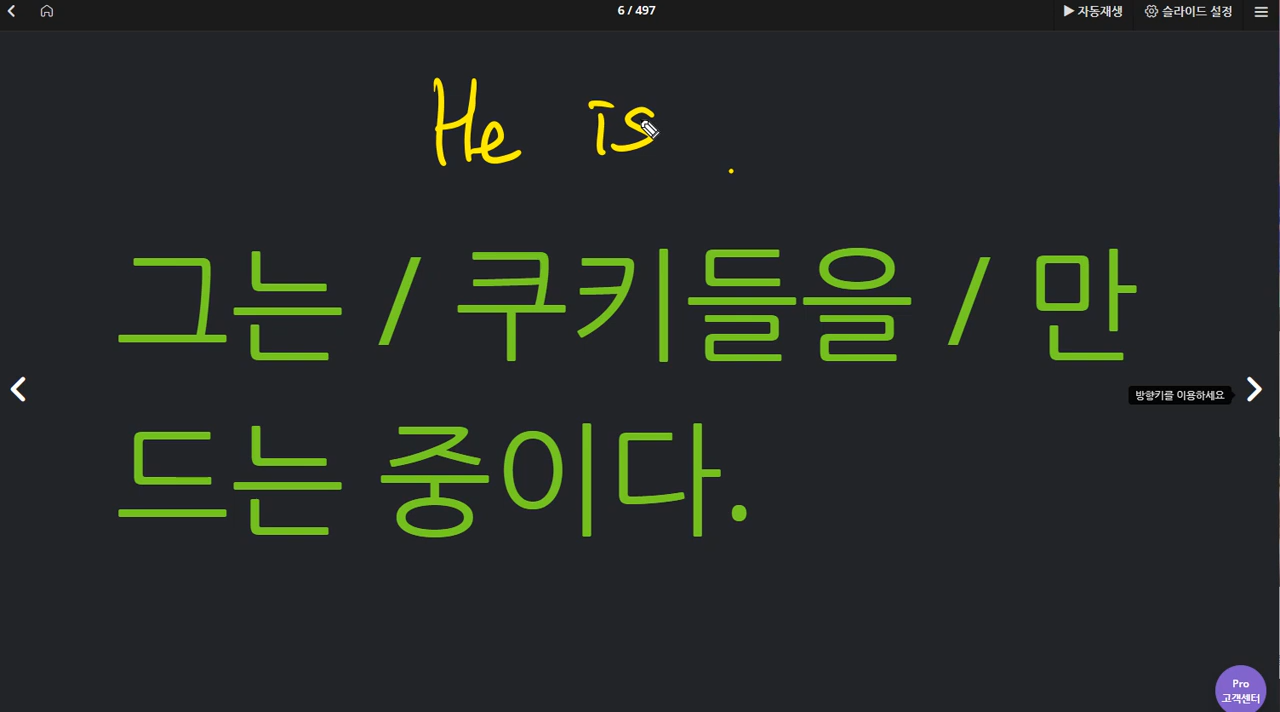 6 / 497
▶ 자동재생
슬라이드 설정
He is .
그는 / 쿠키들을 / 만
방향키를 이용하세요
드는 중이다.
Pro
고객센터